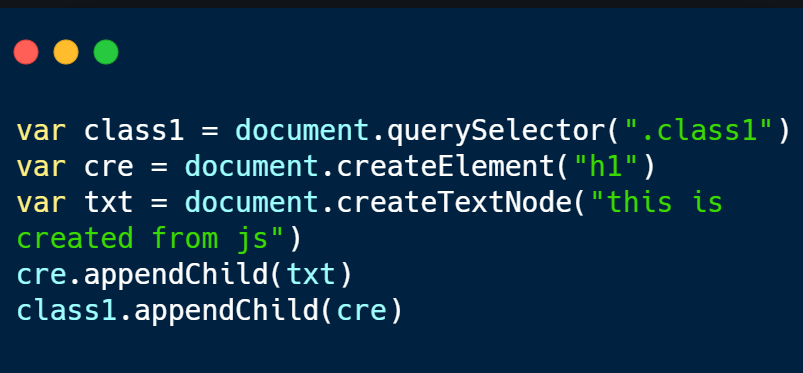 var class1 = document.querySelector(".class1")
var cre = document.createElement("h1")
var txt = document.createTextNode("this is
created from js")
cre.appendChild(txt)
class1.appendChild(cre)